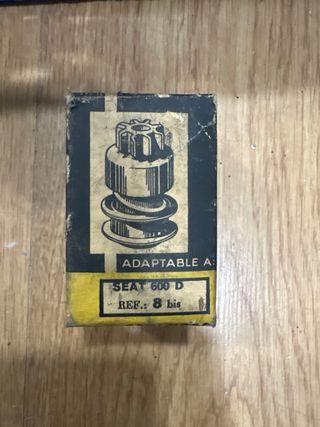 ADAPTABLE A:
SEAT 600 D
REF.: 8 bis